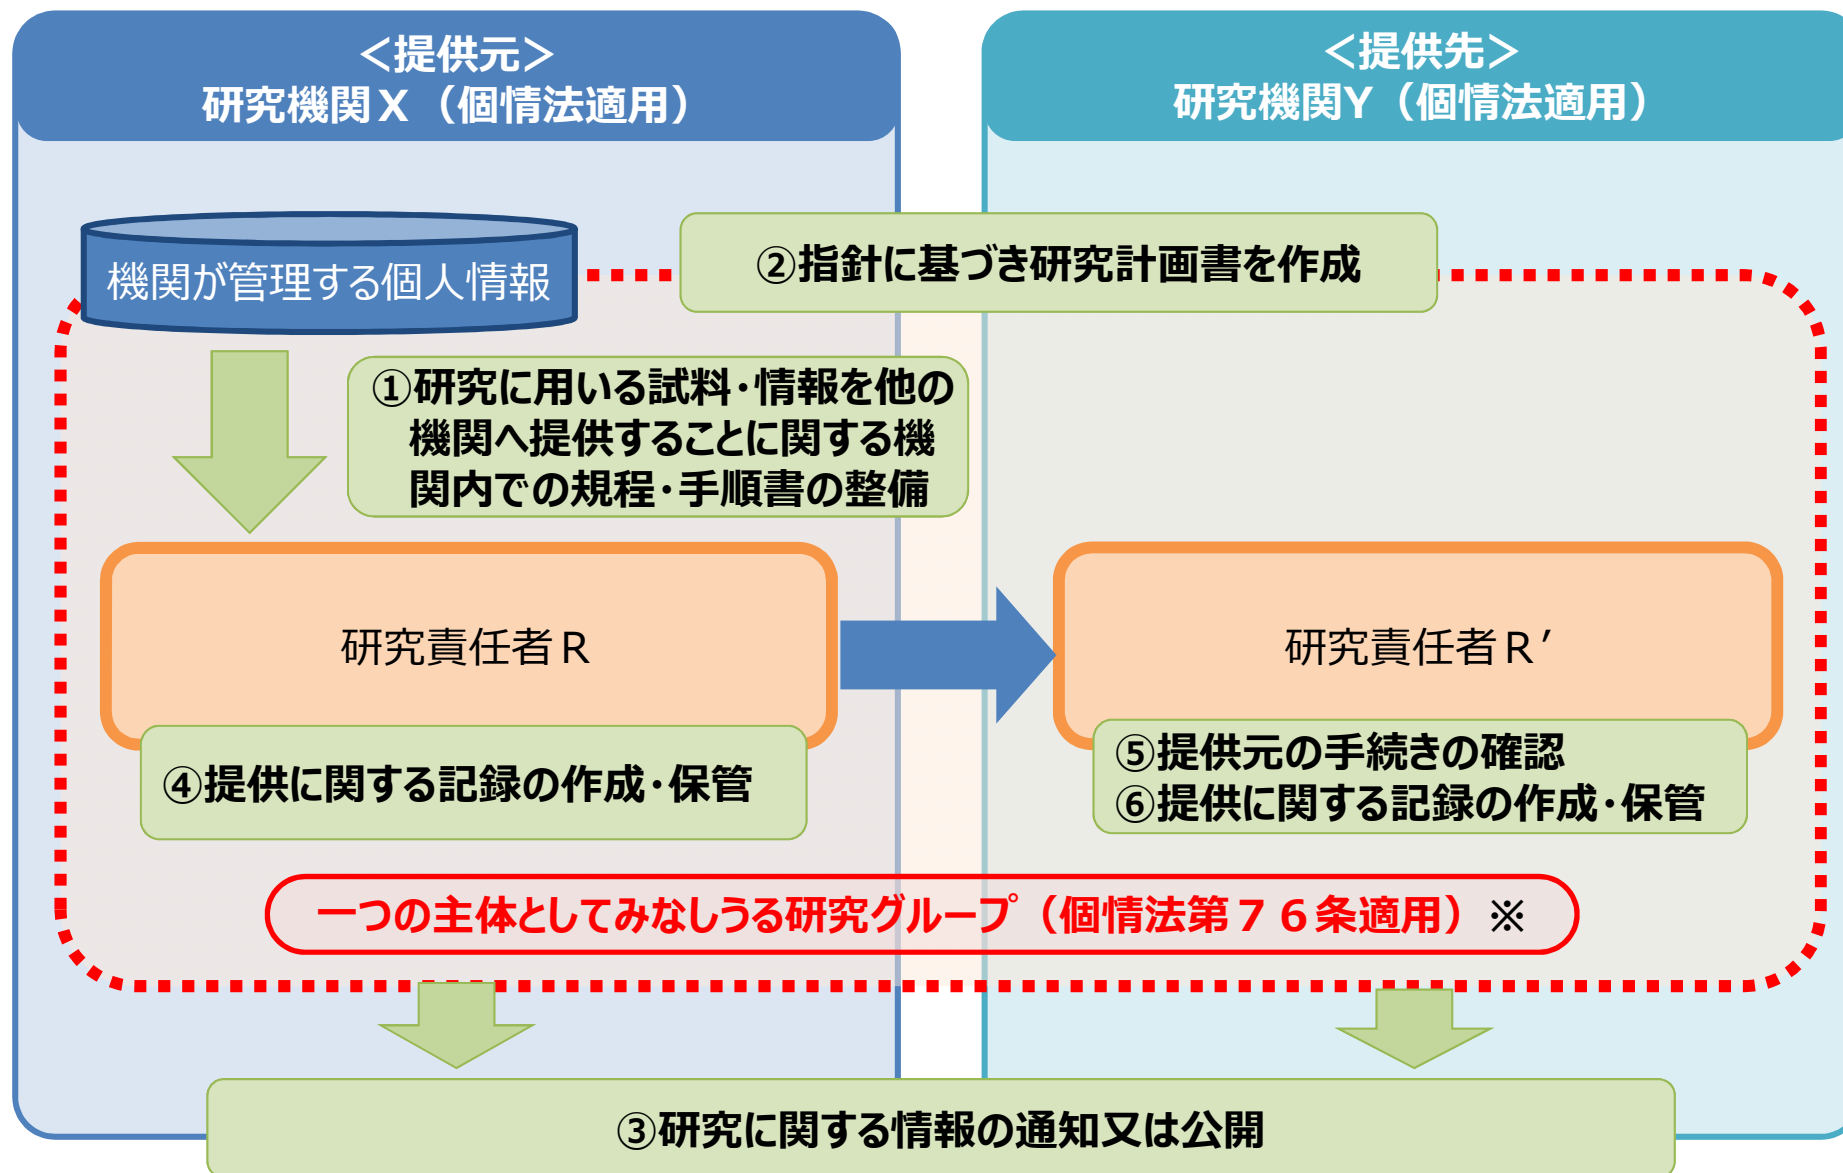 ＜提供元＞
研究機関Ｘ（個情法適用）
＜提供先＞
研究機関Y（個情法適用）
機関が管理する個人情報
②指針に基づき研究計画書を作成
①研究に用いる試料・情報を他の
機関へ提供することに関する機
関内での規程・手順書の整備
研究責任者Ｒ
研究責任者Ｒ′
④提供に関する記録の作成・保管
⑤提供元の手続きの確認
⑥提供に関する記録の作成・保管
一つの主体としてみなしうる研究グループ（個情法第７６条適用）※
③研究に関する情報の通知又は公開